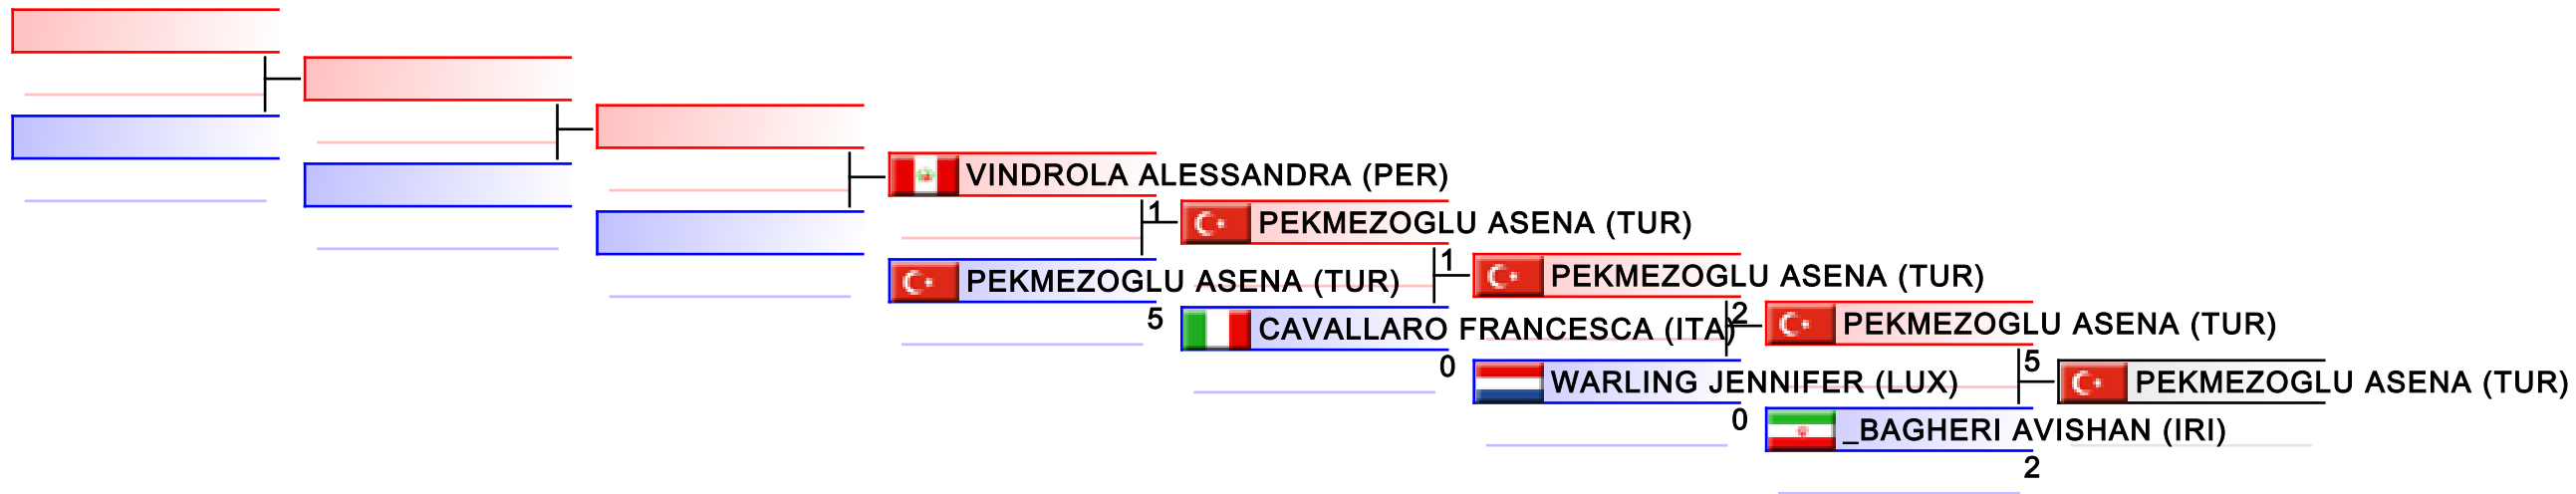 VINDROLA ALESSANDRA (PER)
1
PEKMEZOGLU ASENA (TUR)
5
PEKMEZOGLU ASENA (TUR)
1
CAVALLARO FRANCESCA (ITA)
0
PEKMEZOGLU ASENA (TUR)
2
WARLING JENNIFER (LUX)
0
PEKMEZOGLU ASENA (TUR)
5
_BAGHERI AVISHAN (IRI)
2
PEKMEZOGLU ASENA (TUR)